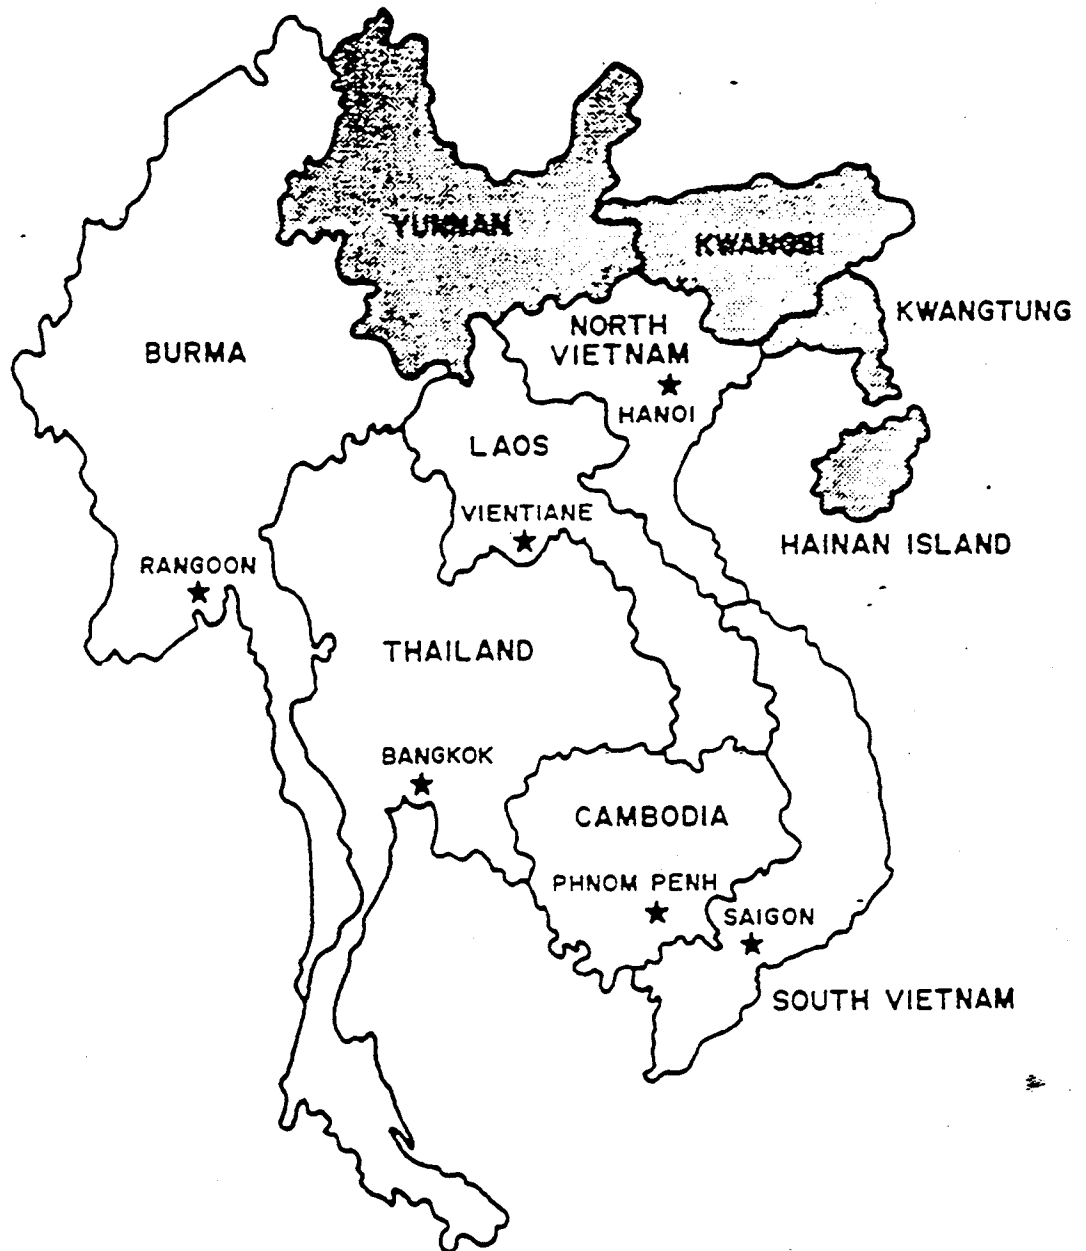 YUNNAN
KWANGSI
KWANGTUNG
NORTH
VIETNAM
BURMA
HANOI
LAOS
VIENTIANE
HAINAN ISLAND
RANGOON
THAILAND
BANGKOK
CAMBODIA
PHNOM PENH
SAIGON
SOUTH VIETNAM